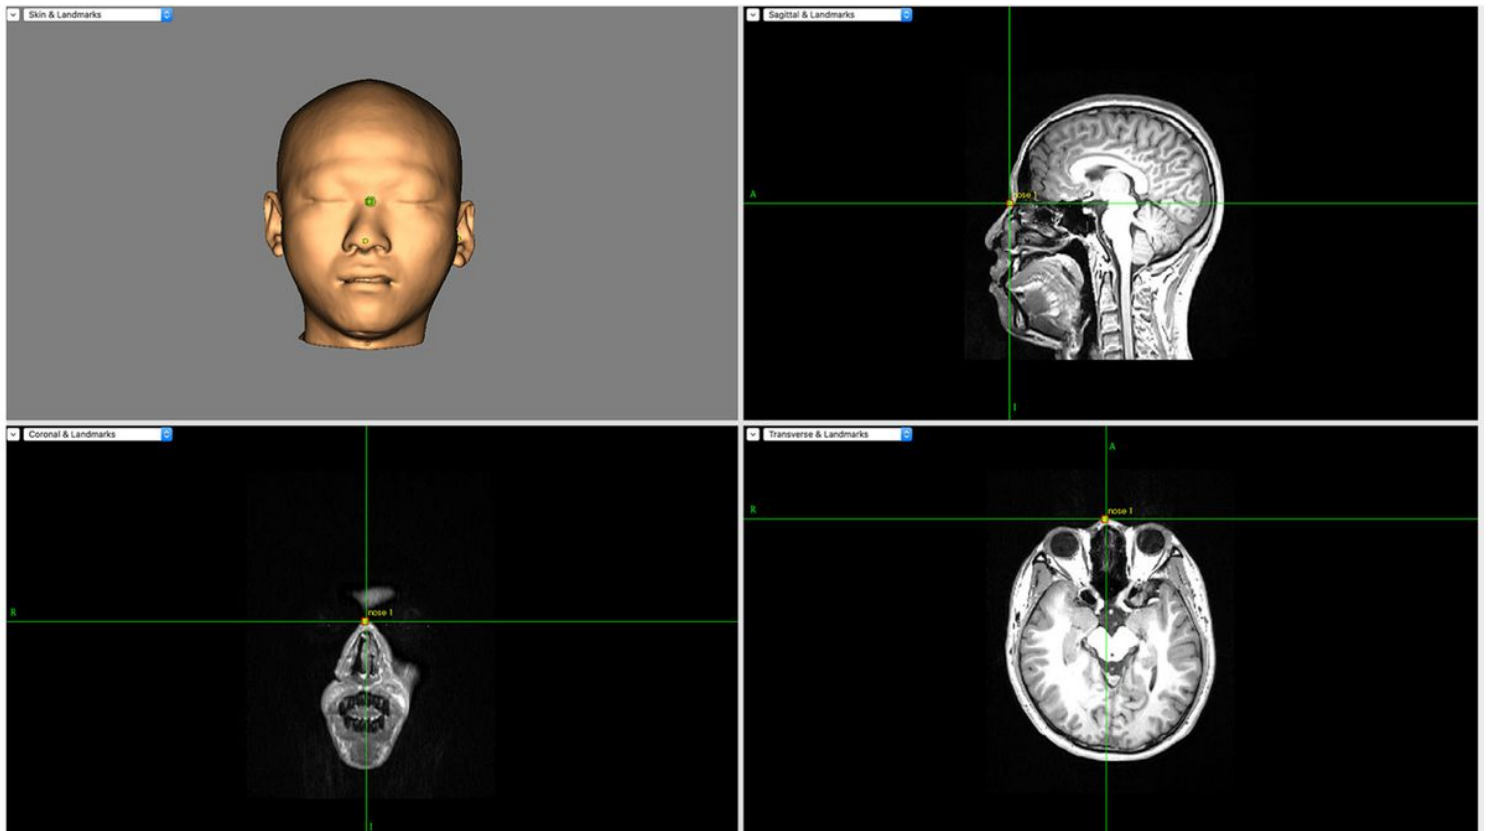 Skin & Landmarks
Sagittal & Landmarks
A
nose 1
I
Coronal & Landmarks
Transverse & Landmarks
A
R
nose 1
R
nose 1
I